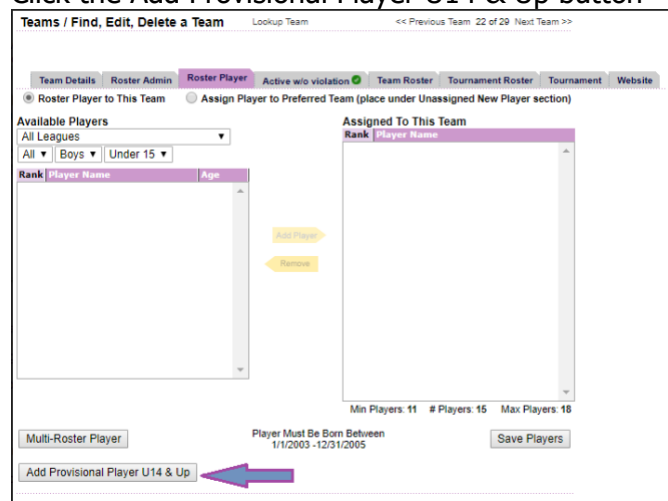 Click the Add Provisional Player U14 & Up button
Teams / Find, Edit, Delete a Team Lookup Team << Previous Team 22 of 29 Next Team >>
Team Details Roster Admin Roster Player Active w/o violation Team Roster Tournament Roster Tournament Website
Roster Player to This Team Assign Player to Preferred Team (place under Unassigned New Player section)
Available Players Assigned To This Team
All Leagues Rank Player Name
All Boys Under 15
Rank Player Name Age
Add Player
Remove
Min Players: 11 # Players: 15 Max Players: 18
Multi-Roster Player Player Must Be Born Between Save Players
1/1/2003 -12/31/2005
Add Provisional Player U14 & Up